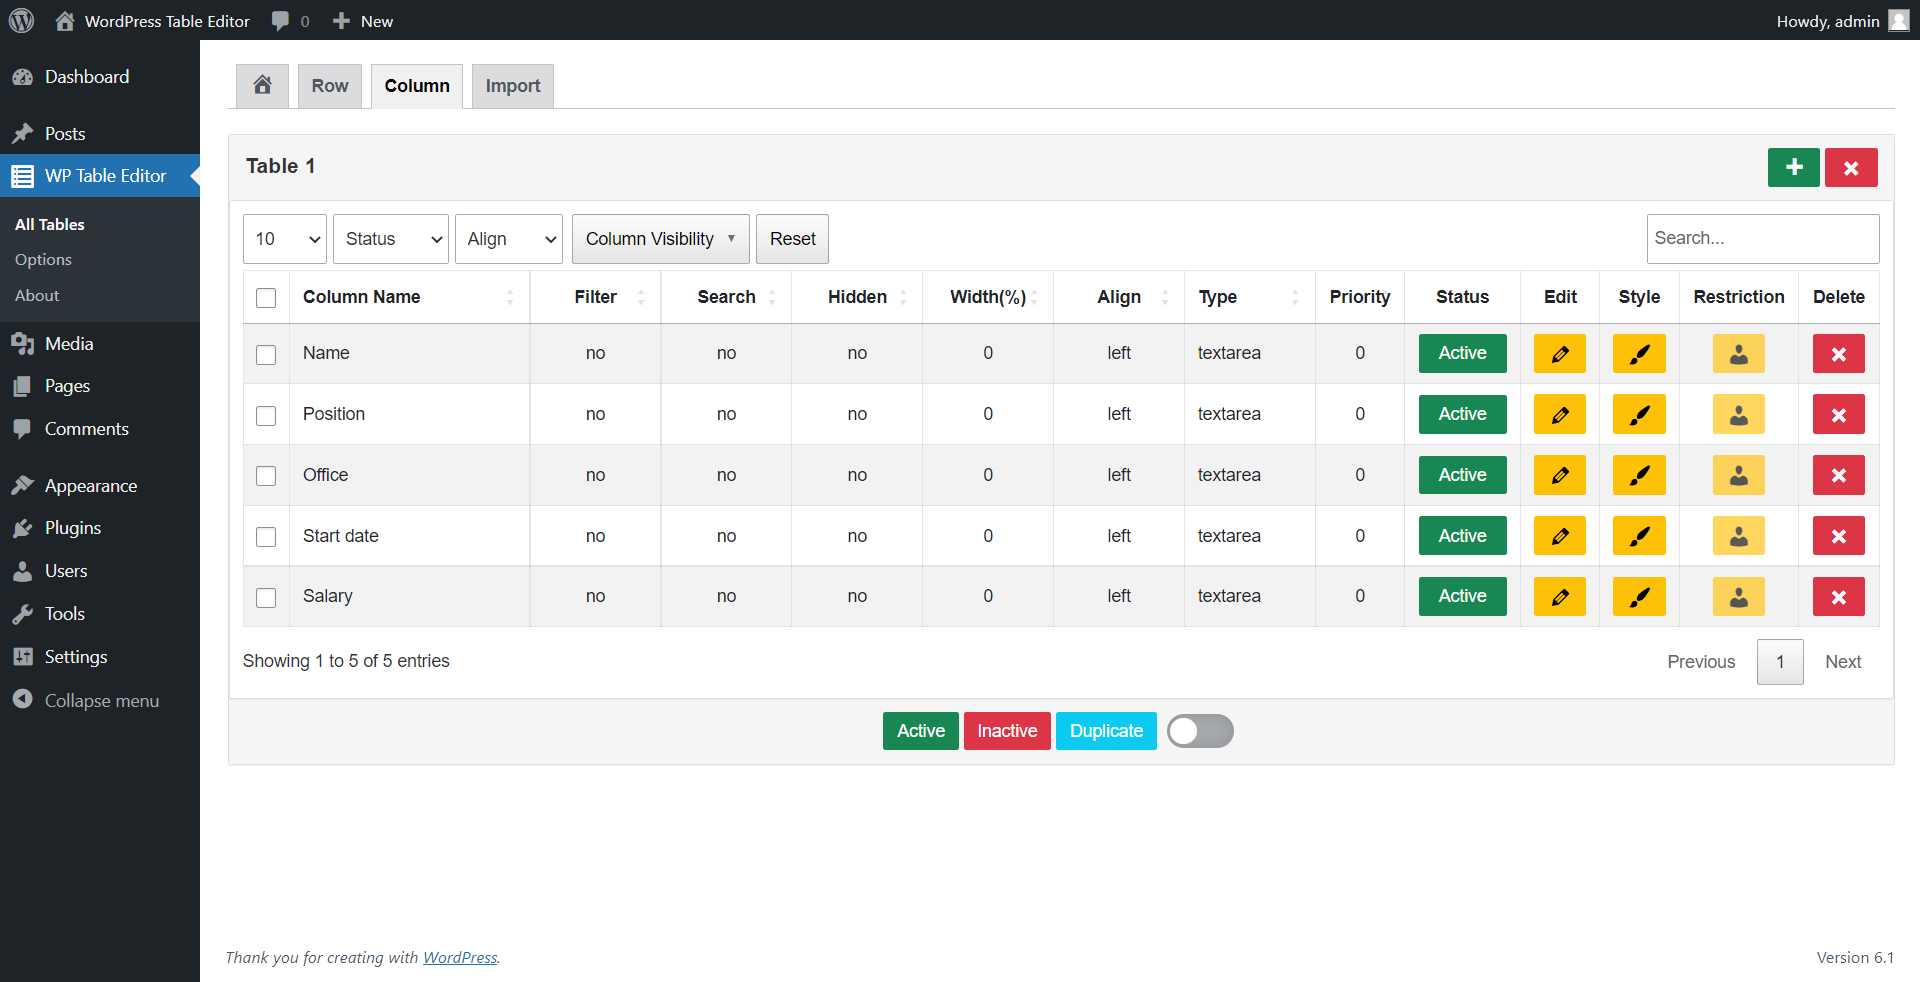 WordPress Table Editor 0 New Howdy, admin
Dashboard
Posts
WP Table Editor
All Tables
Options
About
Media
Pages
Comments
Appearance
Plugins
Users
Tools
Settings
Collapse menu
Row Column Import
Table 1
10 Status Align Column Visibility Reset Search...
Column Name Filter Search Hidden Width(%) Align Type Priority Status Edit Style Restriction Delete
Name no no no 0 left textarea 0 Active
Position no no no 0 left textarea 0 Active
Office no no no 0 left textarea 0 Active
Start date no no no 0 left textarea 0 Active
Salary no no no 0 left textarea 0 Active
Showing 1 to 5 of 5 entries Previous 1 Next
Active Inactive Duplicate
Thank you for creating with WordPress. Version 6.1